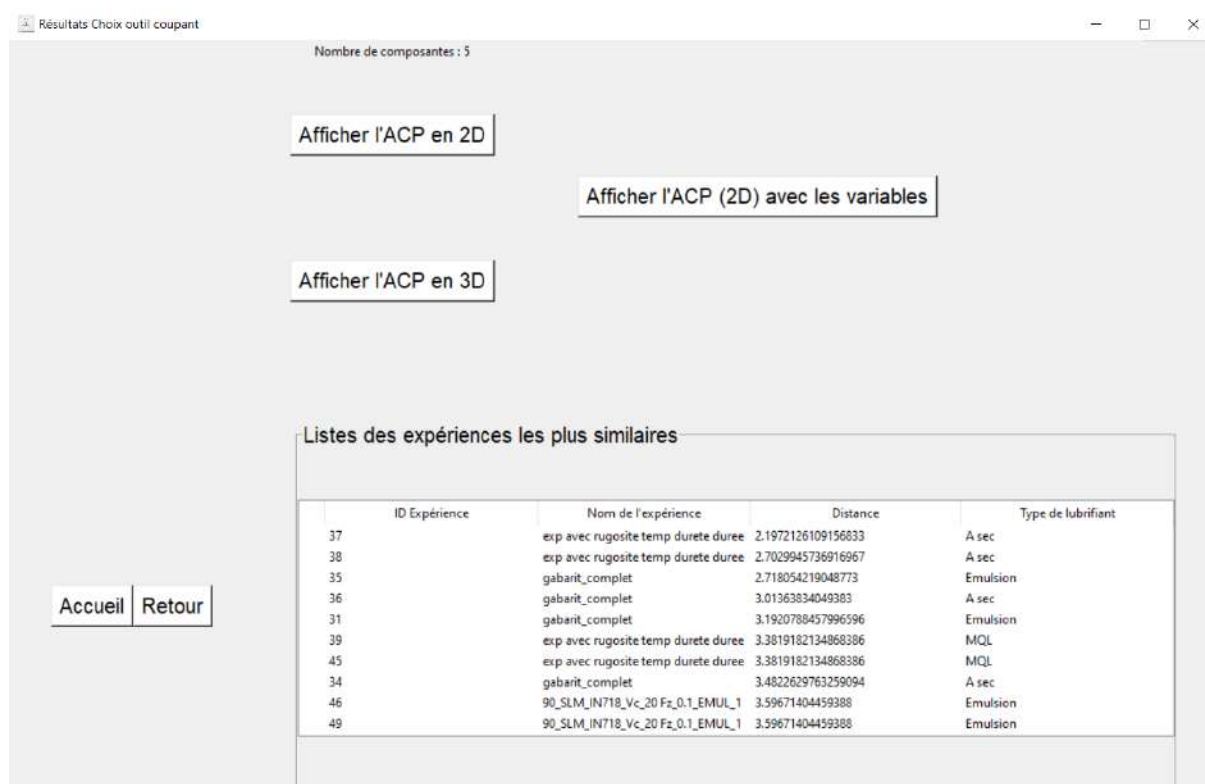 Résultats Choix outil coupant
Nombre de composantes : 5
Afficher l'ACP en 2D
Afficher l'ACP (2D) avec les variables
Afficher l'ACP en 3D
Listes des expériences les plus similaires
ID Expérience Nom de l'expérience Distance Type de lubrifiant
37 exp avec rugosite temp durete duree 2.1972126109156833 A sec
38 exp avec rugosite temp durete duree 2.7029945736916967 A sec
35 gabarit_complet 2.718054219048773 Emulsion
36 gabarit_complet 3.01363834049383 A sec
31 gabarit_complet 3.1920788457996596 Emulsion
39 exp avec rugosite temp durete duree 3.3819182134868386 MQL
45 exp avec rugosite temp durete duree 3.3819182134868386 MQL
34 gabarit_complet 3.4822629763259094 A sec
46 90_SLM_IN718_Vc_20 Fz_0.1_EMUL_1 3.59671404459388 Emulsion
49 90_SLM_IN718_Vc_20 Fz_0.1_EMUL_1 3.59671404459388 Emulsion
Accueil Retour